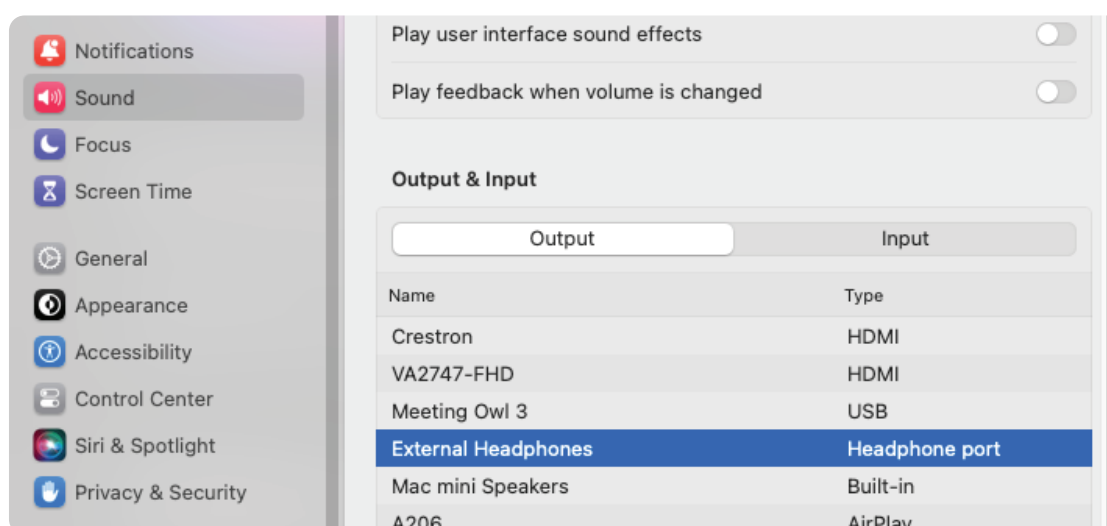 Notifications
Sound
Focus
Screen Time
General
Appearance
Accessibility
Control Center
Siri & Spotlight
Privacy & Security
Play user interface sound effects
Play feedback when volume is changed
Output & Input
Output Input
Name Type
Crestron HDMI
VA2747-FHD HDMI
Meeting Owl 3 USB
External Headphones Headphone port
Mac mini Speakers Built-in
A206 AirPlay